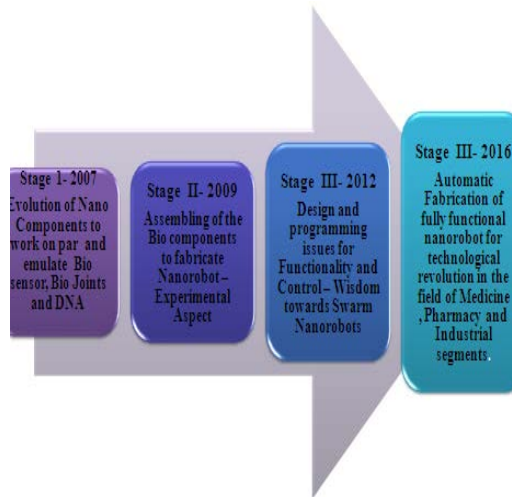 Stage 1- 2007
Evolution of Nano
Components to
work on par and
emulate Bio
sensor, Bio Joints
and DNA
Stage II- 2009
Assembling of the
Bio components
to fabricate
Nanorobot –
Experimental
Aspect
Stage III- 2012
Design and
programming
issues for
Functionality and
Control – Wisdom
towards Swarm
Nanorobots
Stage III- 2016
Automatic
Fabrication of
fully functional
nanorobot for
technological
revolution in the
field of Medicine
, Pharmacy and
Industrial
segments.